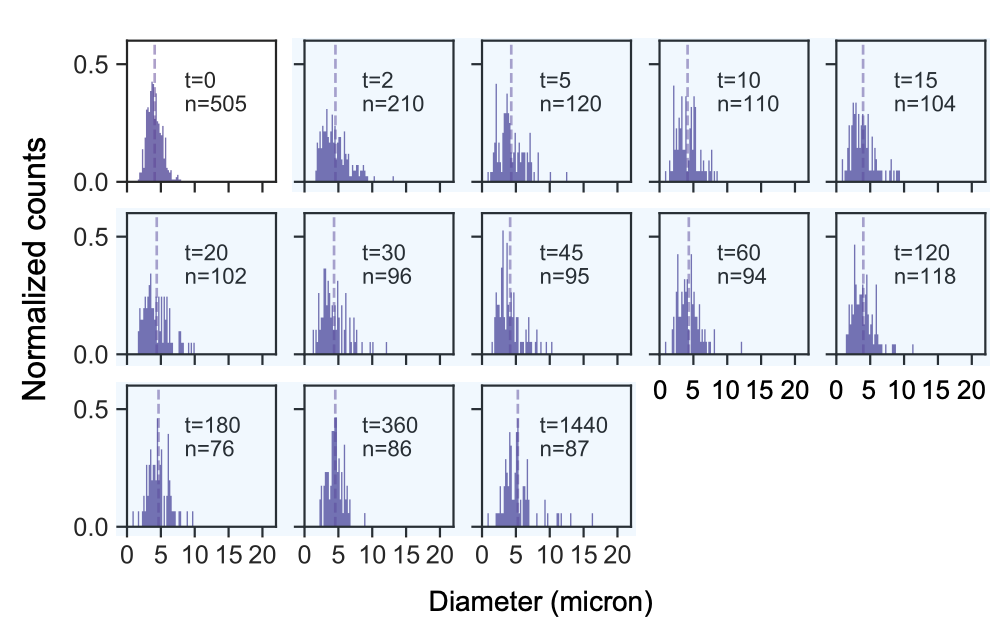 Normalized counts
0.5
0.0
t=0
n=505
t=2
n=210
t=5
n=120
t=10
n=110
t=15
n=104
0.5
0.0
t=20
n=102
t=30
n=96
t=45
n=95
t=60
n=94
t=120
n=118
0 5 10 15 20
0 5 10 15 20
0.5
0.0
t=180
n=76
t=360
n=86
t=1440
n=87
0 5 10 15 20
0 5 10 15 20
0 5 10 15 20
Diameter (micron)